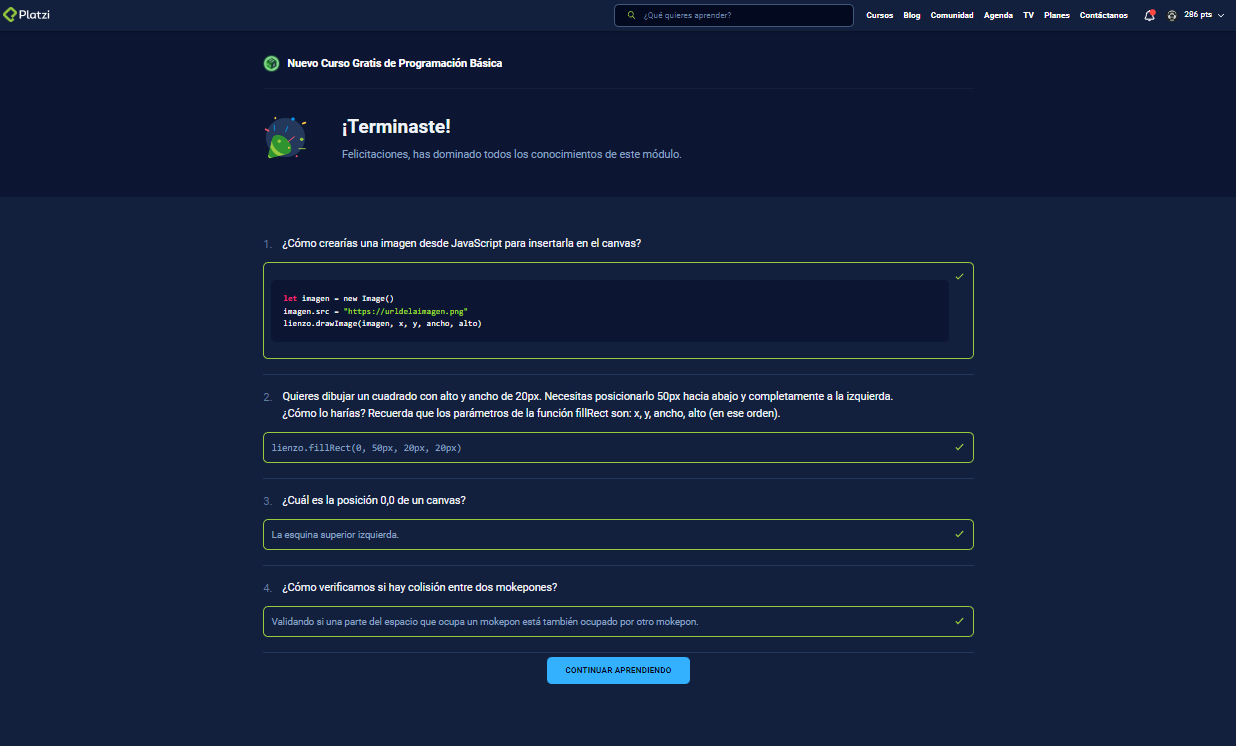 Platzi
¿Qué quieres aprender?
Cursos Blog Comunidad Agenda TV Planes Contáctanos 286 pts
Nuevo Curso Gratis de Programación Básica
¡Terminaste!
Felicitaciones, has dominado todos los conocimientos de este módulo.
1. ¿Cómo crearías una imagen desde JavaScript para insertarla en el canvas?
let imagen = new Image()
imagen.src = "https://urldelaimagen.png"
lienzo.drawImage(imagen, x, y, ancho, alto)
2. Quieres dibujar un cuadrado con alto y ancho de 20px. Necesitas posicionarlo 50px hacia abajo y completamente a la izquierda.
¿Cómo lo harías? Recuerda que los parámetros de la función fillRect son: x, y, ancho, alto (en ese orden).
lienzo.fillRect(0, 50px, 20px, 20px)
3. ¿Cuál es la posición 0,0 de un canvas?
La esquina superior izquierda.
4. ¿Cómo verificamos si hay colisión entre dos mokepones?
Validando si una parte del espacio que ocupa un mokepon está también ocupado por otro mokepon.
CONTINUAR APRENDIENDO